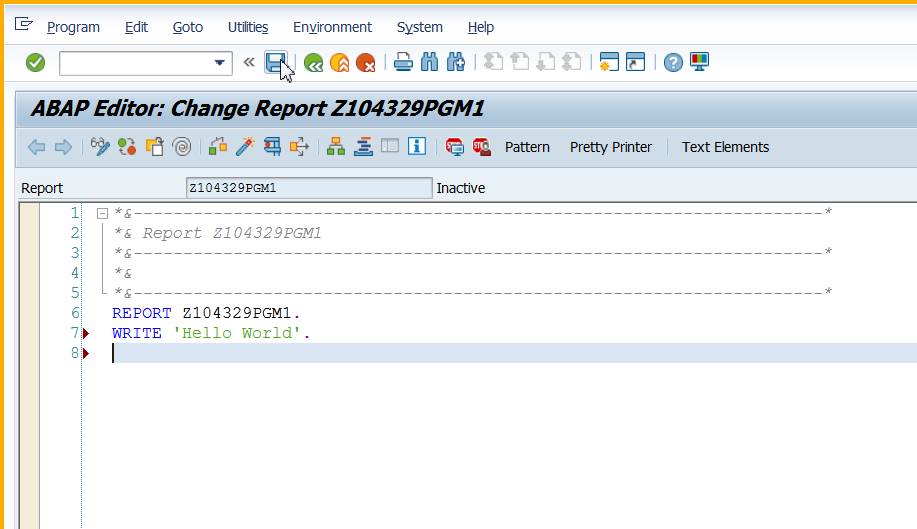 Program Edit Goto Utilities Environment System Help
ABAP Editor: Change Report Z104329PGM1
Pattern Pretty Printer Text Elements
Report Z104329PGM1 Inactive
1 *&---------------------------------------------------------------------*
2 *& Report Z104329PGM1
3 *&---------------------------------------------------------------------*
4 *&
5 *&---------------------------------------------------------------------*
6 REPORT Z104329PGM1.
7 WRITE 'Hello World'.
8